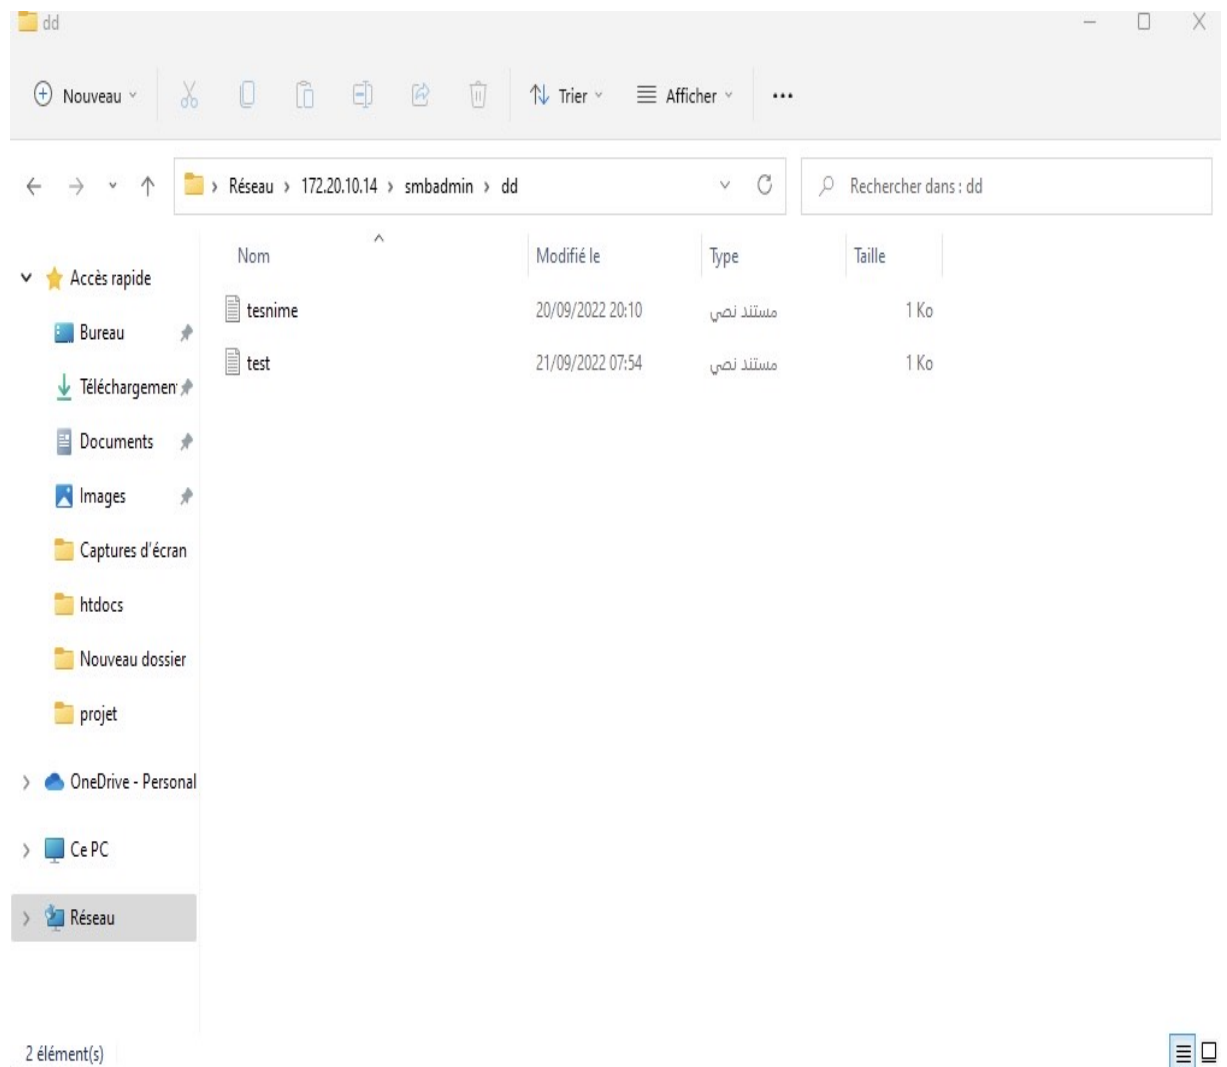 dd
Nouveau Trier Afficher
Réseau > 172.20.10.14 > smbadmin > dd
Rechercher dans : dd
Nom Modifié le Type Taille
Accès rapide
tesnime 20/09/2022 20:10 مستند نصي 1 Ko
Bureau
test 21/09/2022 07:54 مستند نصي 1 Ko
Téléchargemen
Documents
Images
Captures d'écran
htdocs
Nouveau dossier
projet
OneDrive - Personal
Ce PC
Réseau
2 élément(s)